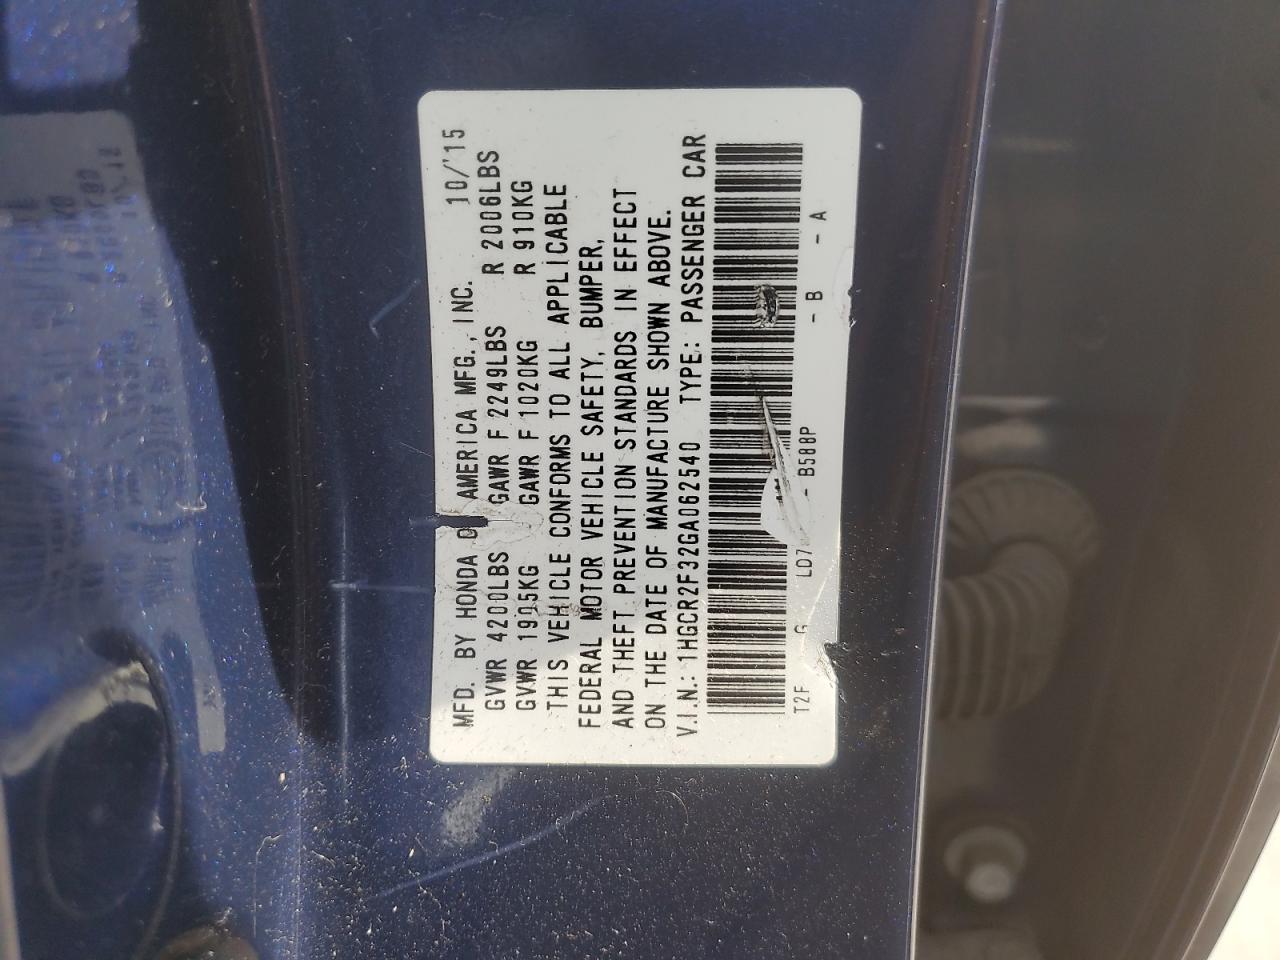 MFD. BY HONDA OF AMERICA MFG., INC. 10/'15
GVWR 4200LBS GAWR F 2249LBS R 2006LBS
GVWR 1905KG GAWR F 1020KG R 910KG
THIS VEHICLE CONFORMS TO ALL APPLICABLE
FEDERAL MOTOR VEHICLE SAFETY, BUMPER,
AND THEFT PREVENTION STANDARDS IN EFFECT
ON THE DATE OF MANUFACTURE SHOWN ABOVE.
V.I.N.: 1HGCR2F32GA062540 TYPE: PASSENGER CAR
T2F G B588P - B - A